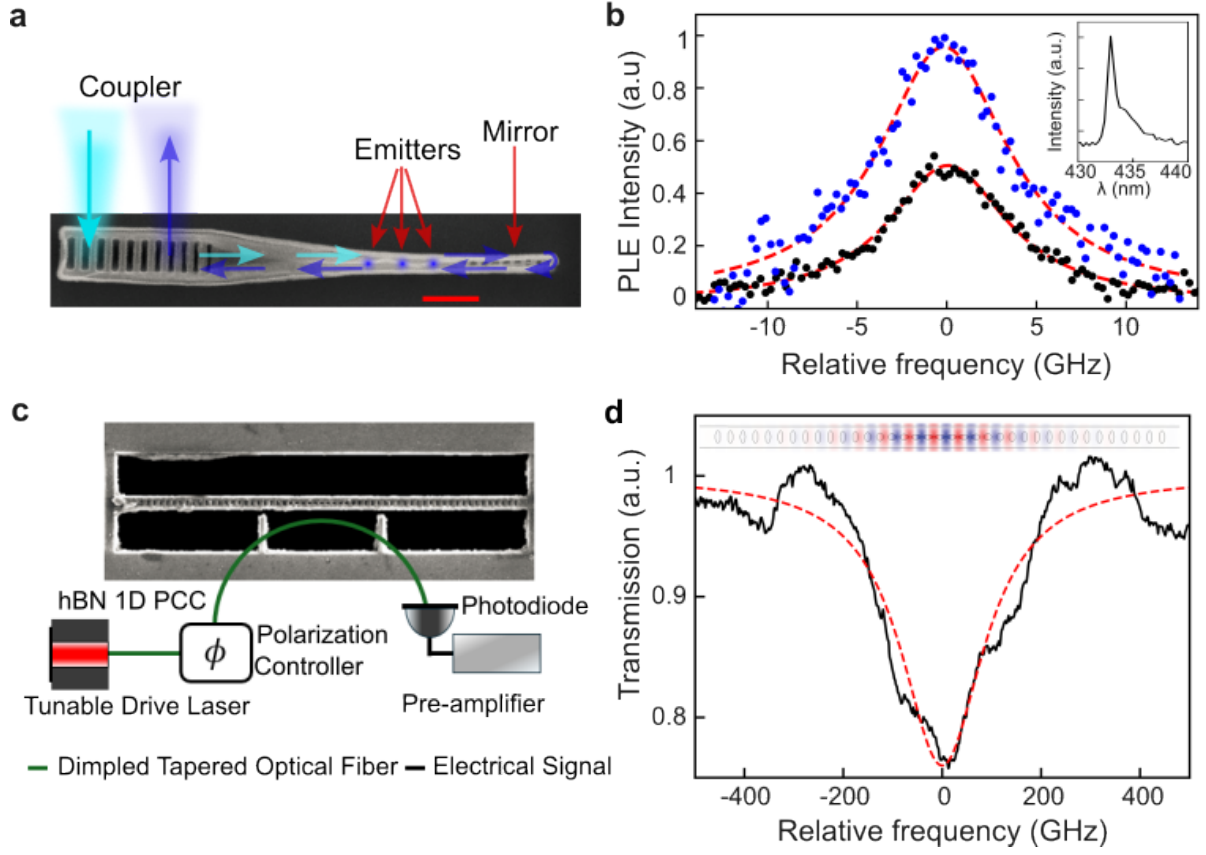 a
Coupler
Emitters
Mirror
b
PLE Intensity (a.u)
1
0.8
0.6
0.4
0.2
0
-10
-5
0
5
10
Relative frequency (GHz)
Intensity (a.u.)
430
435
440
λ (nm)
c
hBN 1D PCC
Photodiode
ϕ
Polarization
Controller
Tunable Drive Laser
Pre-amplifier
Dimpled Tapered Optical Fiber
Electrical Signal
d
Transmission (a.u.)
1
0.9
0.8
-400
-200
0
200
400
Relative frequency (GHz)